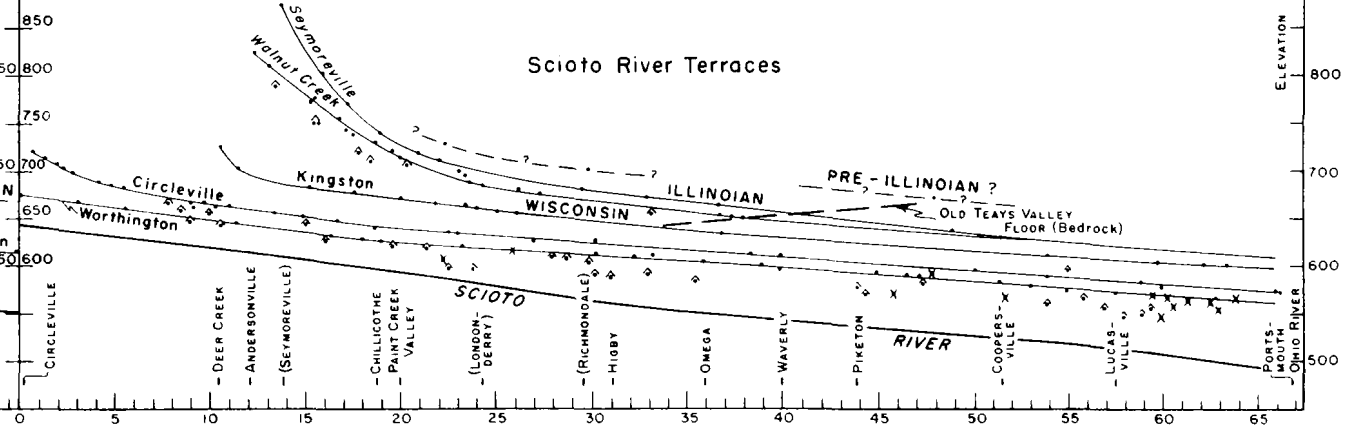 Scioto River Terraces
ELEVATION
850
50 800
750
50 700
650
50 600
800
700
600
500
Seymoreville
Walnut Creek
Kingston
Circleville
Worthington
ILLINOIAN
WISCONSIN
PRE-ILLINOIAN ?
?
?
?
?
?
?
OLD TEAYS VALLEY
FLOOR (Bedrock)
SCIOTO
RIVER
N
n
CIRCLEVILLE
DEER CREEK
ANDERSONVILLE
(SEYMOREVILLE)
CHILLICOTHE
PAINT CREEK
VALLEY
(LONDON-
DERRY)
(RICHMONDALE)
HIGBY
OMEGA
WAVERLY
PIKETON
COOPERS-
VILLE
LUCAS-
VILLE
PORTS-
MOUTH
OHIO RIVER
0 5 10 15 20 25 30 35 40 45 50 55 60 65